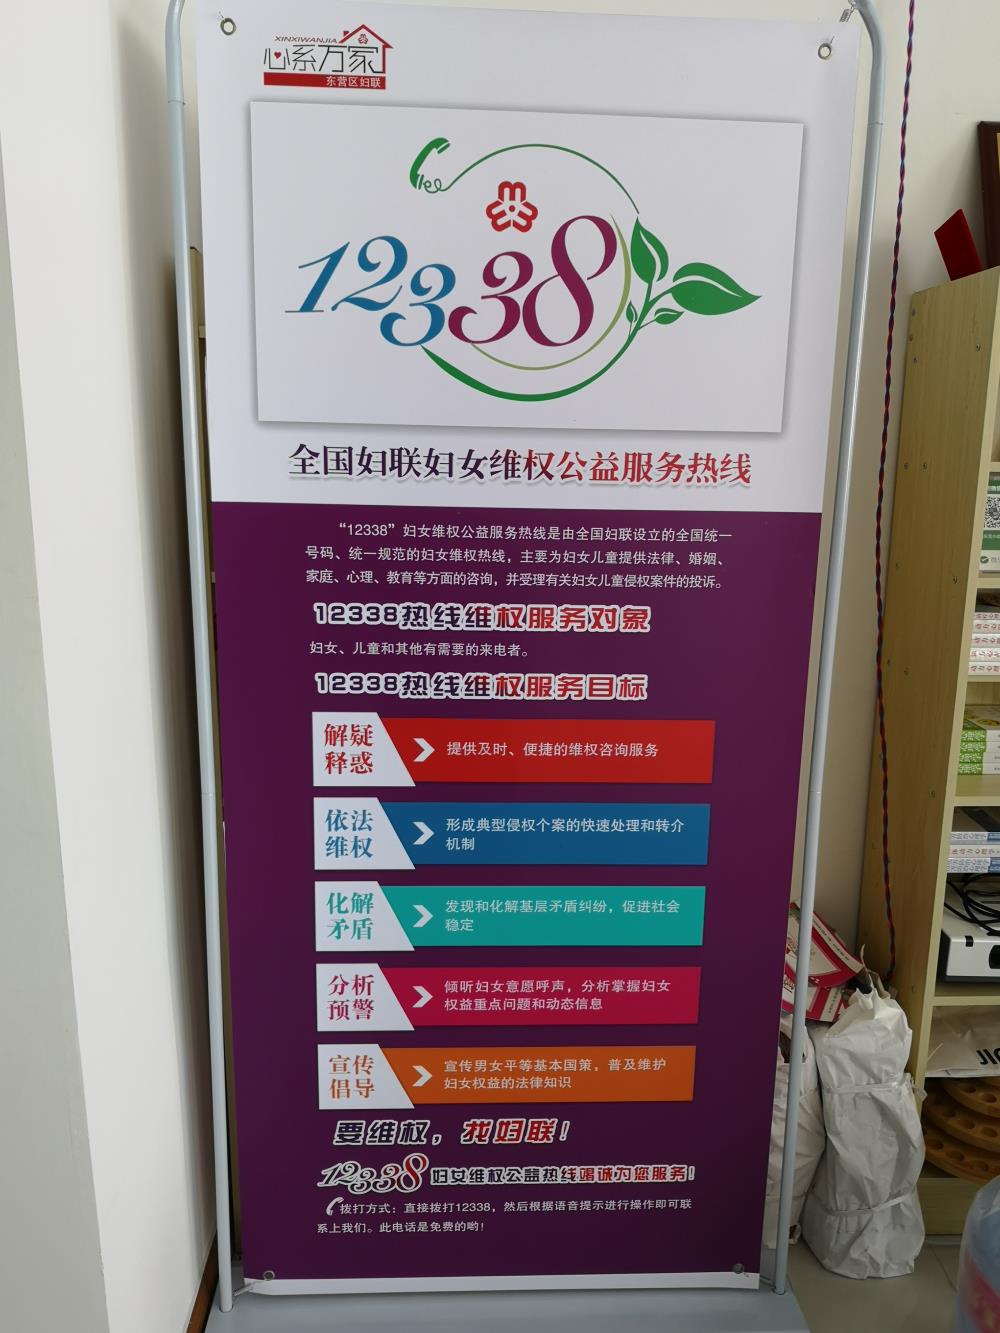 XINXIWANJIA
心系万家
东营区妇联
12338
全国妇联妇女维权公益服务热线
“12338”妇女维权公益服务热线是由全国妇联设立的全国统一
号码、统一规范的妇女维权热线，主要为妇女儿童提供法律、婚姻、
家庭、心理、教育等方面的咨询，并受理有关妇女儿童侵权案件的投诉。
12338热线维权服务对象
妇女、儿童和其他有需要的来电者。
12338热线维权服务目标
解疑
释惑
提供及时、便捷的维权咨询服务
依法
维权
形成典型侵权个案的快速处理和转介
机制
化解
矛盾
发现和化解基层矛盾纠纷，促进社会
稳定
分析
预警
倾听妇女意愿呼声，分析掌握妇女
权益重点问题和动态信息
宣传
倡导
宣传男女平等基本国策，普及维护
妇女权益的法律知识
要维权，找妇联！
12338妇女维权公益热线竭诚为您服务！
拨打方式：直接拨打12338，然后根据语音提示进行操作即可联
系上我们。此电话是免费的哟！